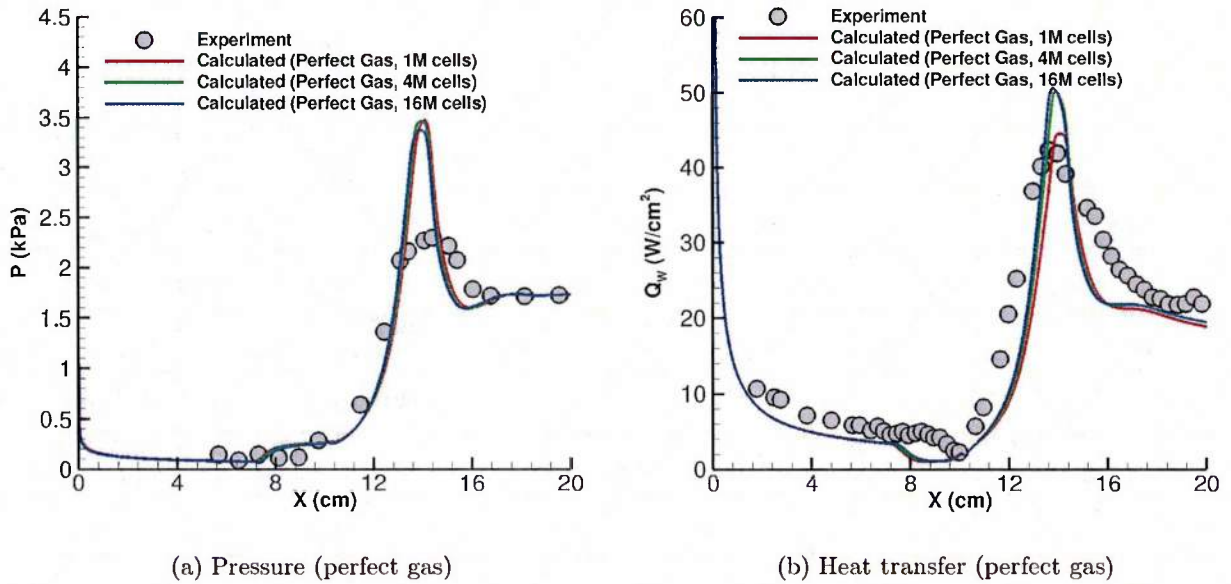 4.5
4
3.5
3
2.5
2
1.5
1
0.5
0
P (kPa)
Experiment
Calculated (Perfect Gas, 1M cells)
Calculated (Perfect Gas, 4M cells)
Calculated (Perfect Gas, 16M cells)
0 4 8 12 16 20
X (cm)
(a) Pressure (perfect gas)
60
50
40
30
20
10
0
Qw (W/cm²)
Experiment
Calculated (Perfect Gas, 1M cells)
Calculated (Perfect Gas, 4M cells)
Calculated (Perfect Gas, 16M cells)
0 4 8 12 16 20
X (cm)
(b) Heat transfer (perfect gas)